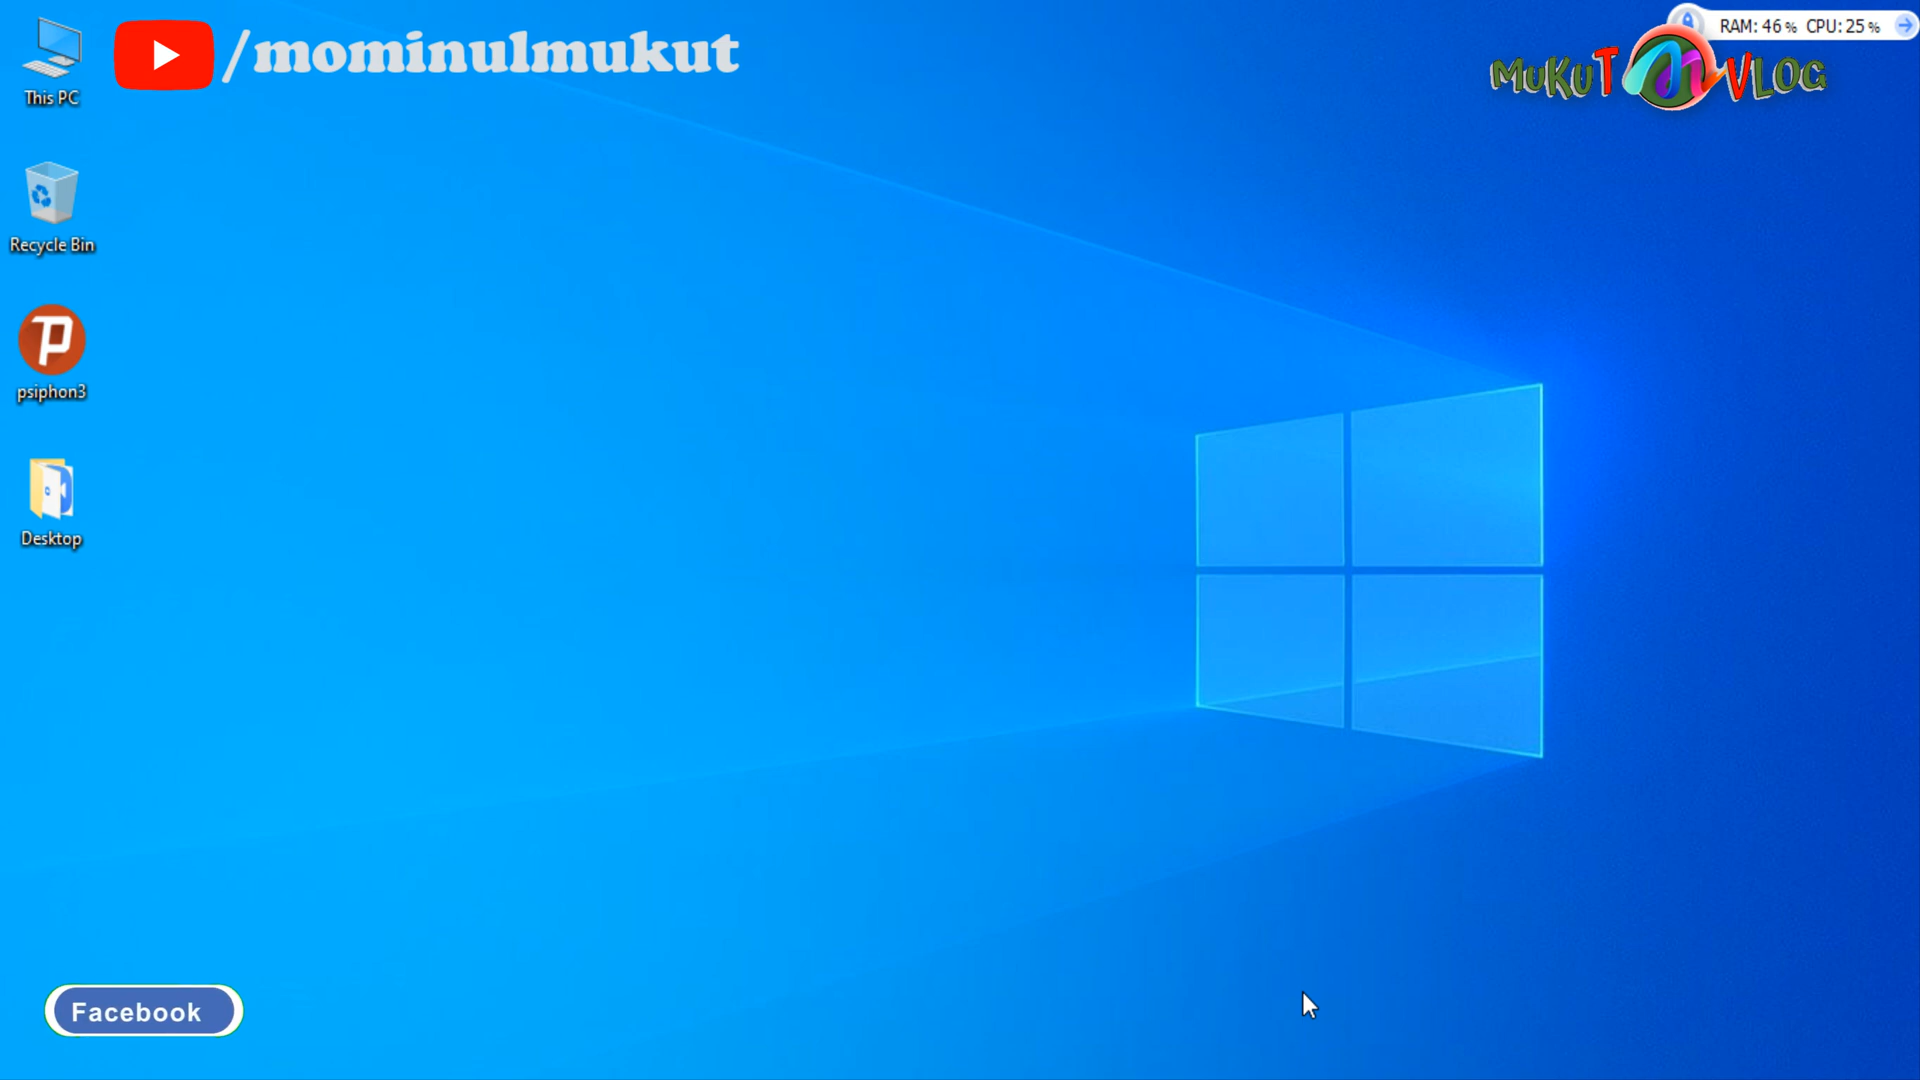 /mominulmukut
RAM: 46 % CPU: 25 %
MUKUT VLOG
This PC
Recycle Bin
psiphon3
Desktop
Facebook